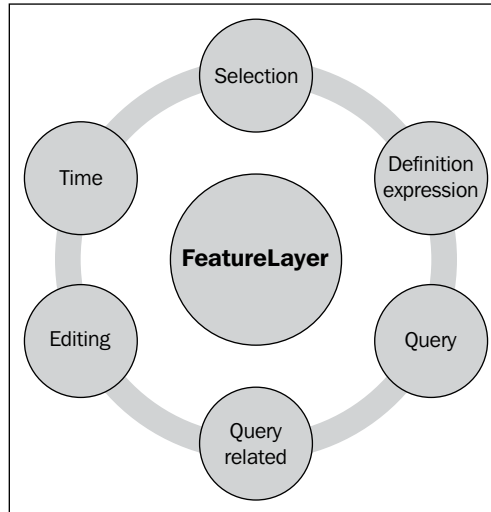 Selection
Time
Definition
expression
FeatureLayer
Editing
Query
Query
related